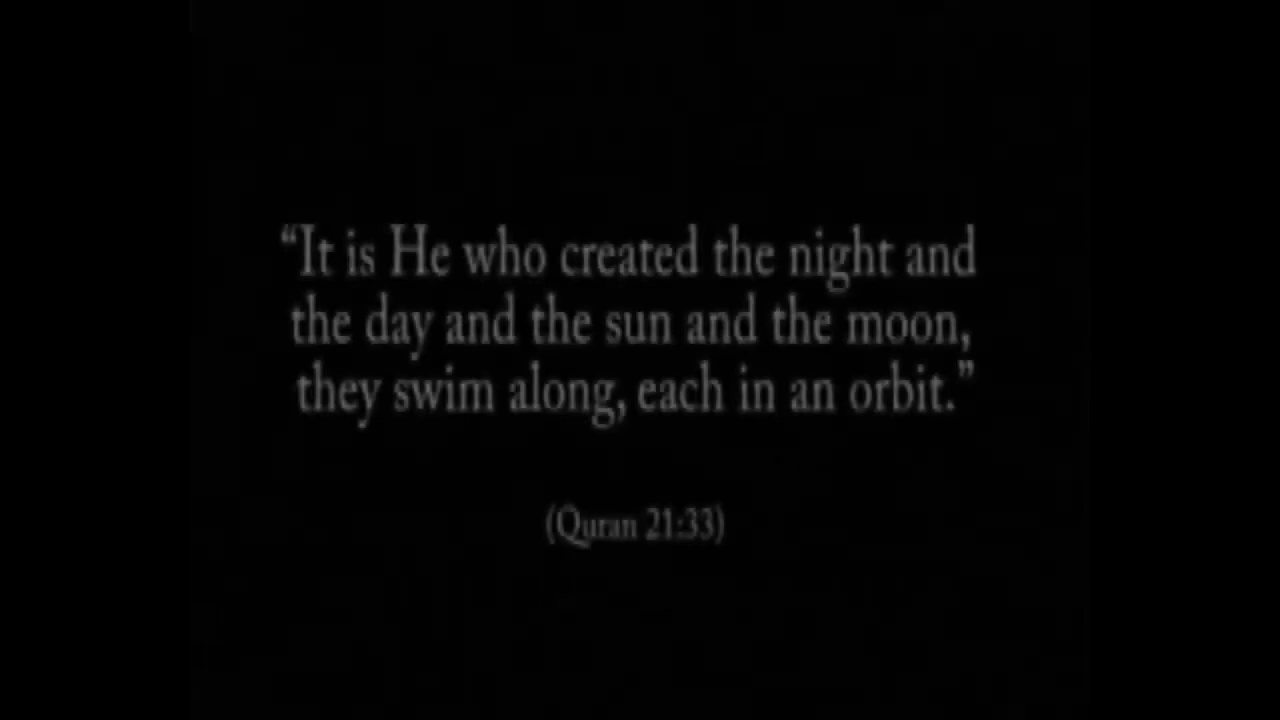 “It is He who created the night and
the day and the sun and the moon,
they swim along, each in an orbit.”
(Quran 21:33)